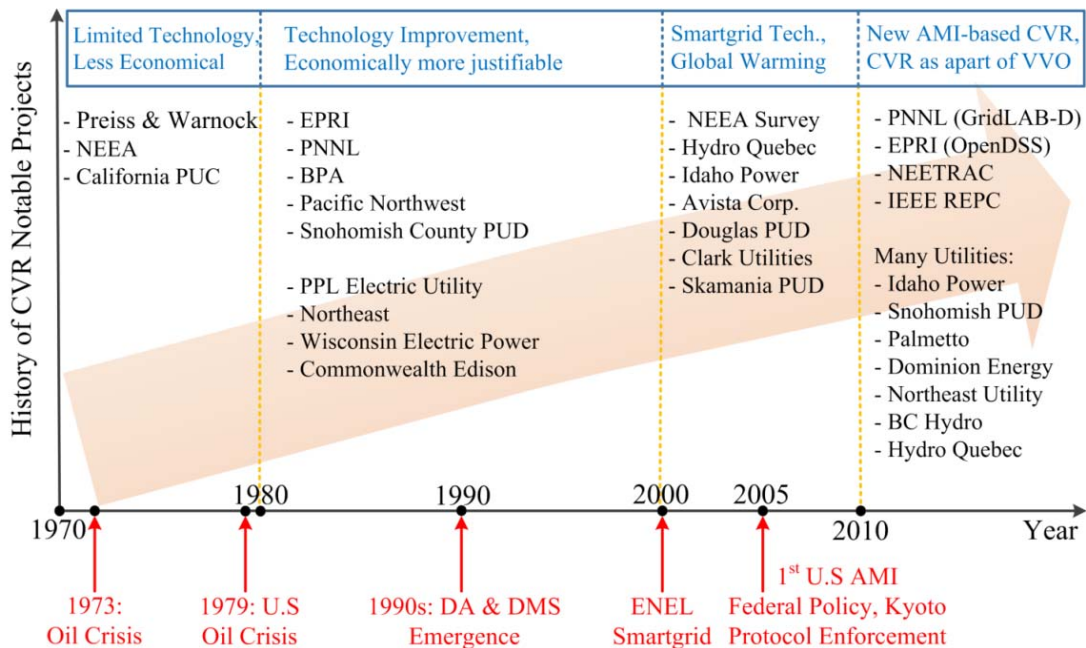 Limited Technology,
Less Economical
Technology Improvement,
Economically more justifiable
Smartgrid Tech.,
Global Warming
New AMI-based CVR,
CVR as apart of VVO
History of CVR Notable Projects
- Preiss & Warnock
- NEEA
- California PUC
- EPRI
- PNNL
- BPA
- Pacific Northwest
- Snohomish County PUD
- PPL Electric Utility
- Northeast
- Wisconsin Electric Power
- Commonwealth Edison
- NEEA Survey
- Hydro Quebec
- Idaho Power
- Avista Corp.
- Douglas PUD
- Clark Utilities
- Skamania PUD
- PNNL (GridLAB-D)
- EPRI (OpenDSS)
- NEETRAC
- IEEE REPC
Many Utilities:
- Idaho Power
- Snohomish PUD
- Palmetto
- Dominion Energy
- Northeast Utility
- BC Hydro
- Hydro Quebec
1970
1980
1990
2000
2005
2010
Year
1973:
Oil Crisis
1979: U.S
Oil Crisis
1990s: DA & DMS
Emergence
ENEL
Smartgrid
1st U.S AMI
Federal Policy, Kyoto
Protocol Enforcement